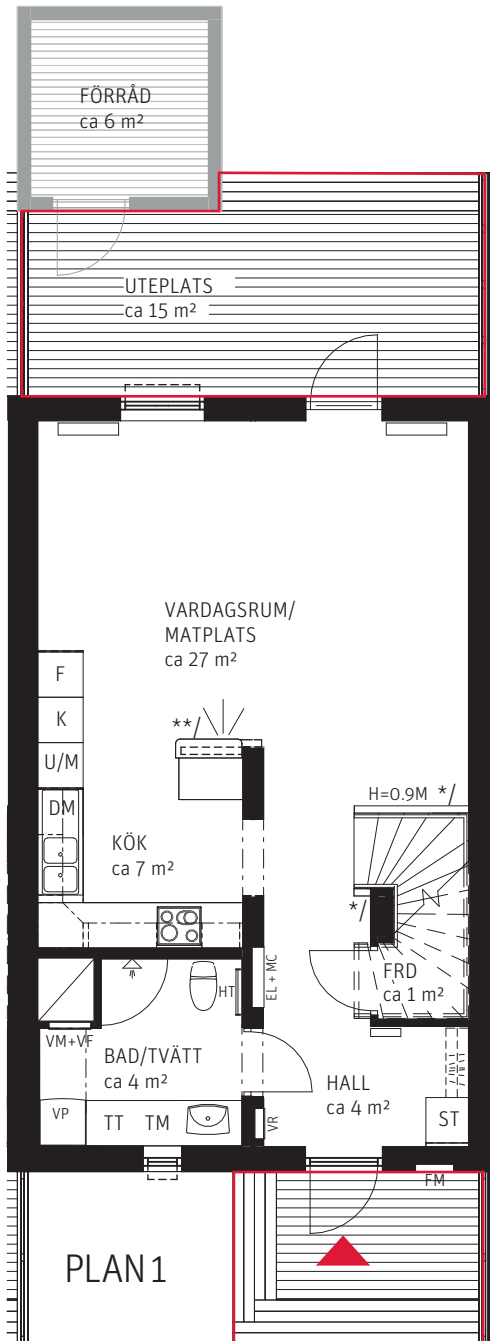 FÖRRÅD
ca 6 m²
UTEPLATS
ca 15 m²
VARDAGSRUM/
MATPLATS
ca 27 m²
F
K
**/
U/M
H=0.9M */
DM
KÖK
ca 7 m²
*/
EL + MC
FRD
ca 1 m²
HT
VM+VF
BAD/TVÄTT
ca 4 m²
HALL
ca 4 m²
VP
TT TM
VR
ST
FM
PLAN 1